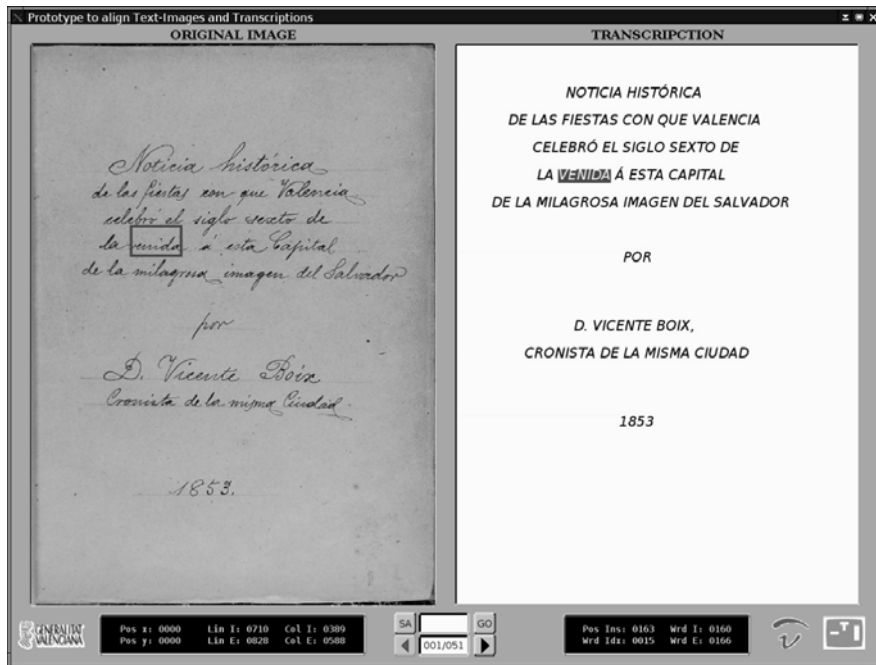 Prototype to align Text-Images and Transcriptions
ORIGINAL IMAGE
Noticia histórica
de las fiestas con que Valencia
celebró el siglo sexto de
la venida á esta Capital
de la milagrosa imagen del Salvador
por
D. Vicente Boix
Cronista de la misma Ciudad.
1853.
TRANSCRIPCTION
NOTICIA HISTÓRICA
DE LAS FIESTAS CON QUE VALENCIA
CELEBRÓ EL SIGLO SEXTO DE
LA VENIDA Á ESTA CAPITAL
DE LA MILAGROSA IMAGEN DEL SALVADOR
POR
D. VICENTE BOIX,
CRONISTA DE LA MISMA CIUDAD
1853
GENERALITAT
VALENCIANA
Pos x: 0000 Lin I: 0710 Col I: 0389
Pos y: 0000 Lin E: 0828 Col E: 0588
SA GO
001/051
Pos Ins: 0163 Wrd I: 0160
Wrd Idx: 0015 Wrd E: 0166